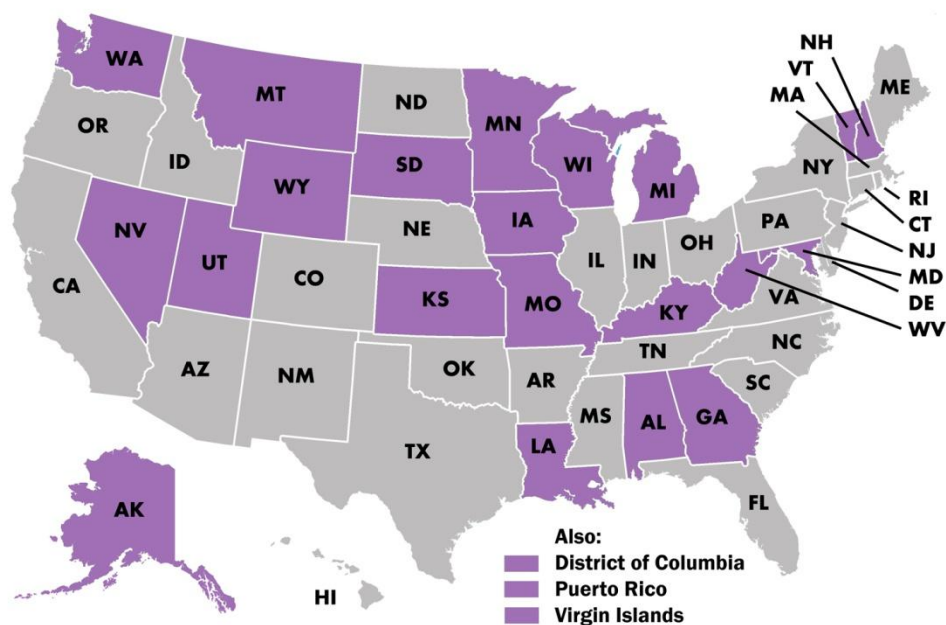 WA
MT
ND
MN
OR
ID
WY
SD
WI
MI
NH
VT
MA
ME
NY
NV
UT
CO
NE
IA
IL
IN
OH
PA
RI
CT
NJ
MD
DE
WV
CA
KS
MO
KY
VA
AZ
NM
OK
AR
TN
NC
SC
TX
LA
MS
AL
GA
FL
AK
HI
Also:
District of Columbia
Puerto Rico
Virgin Islands